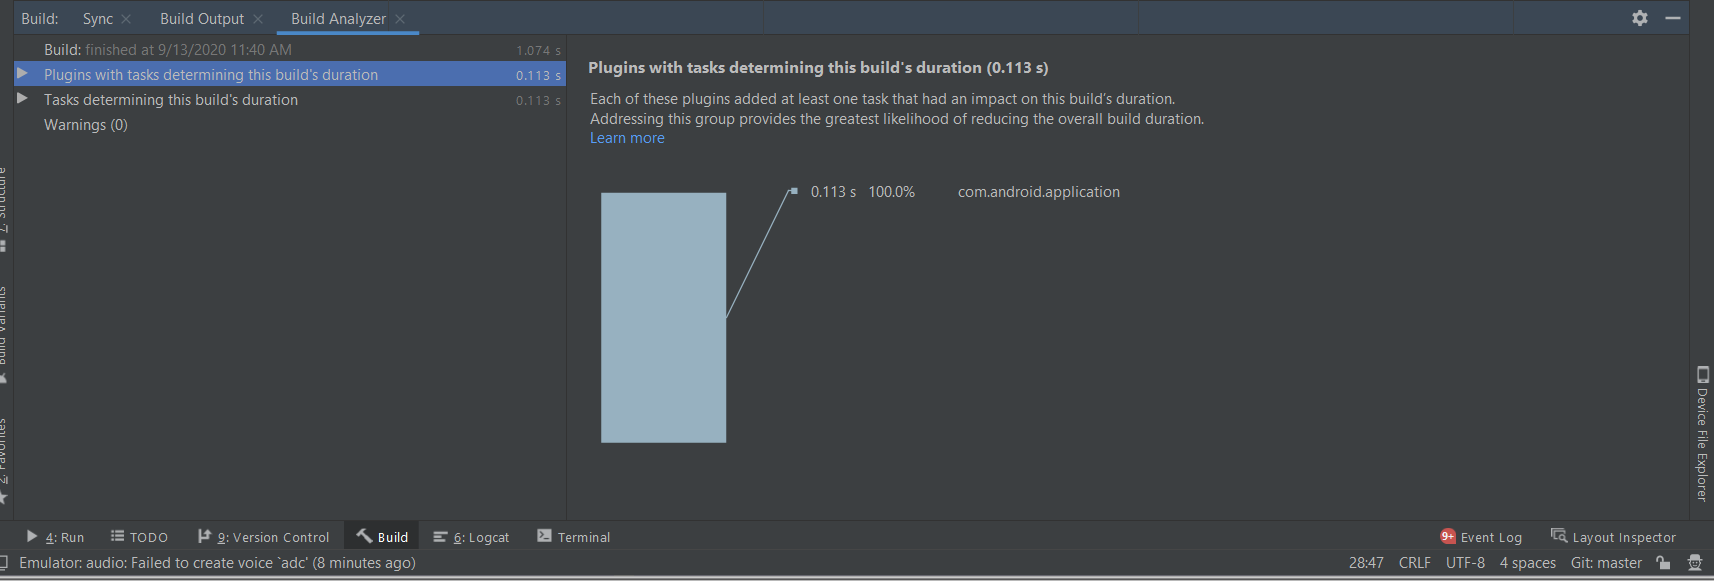 Build: Sync Build Output Build Analyzer
Build: finished at 9/13/2020 11:40 AM 1.074 s
Plugins with tasks determining this build's duration 0.113 s
Tasks determining this build's duration 0.113 s
Warnings (0)
Plugins with tasks determining this build's duration (0.113 s)
Each of these plugins added at least one task that had an impact on this build's duration.
Addressing this group provides the greatest likelihood of reducing the overall build duration.
Learn more
0.113 s 100.0% com.android.application
Z: Structure
Build Variants
2: Favorites
Device File Explorer
4: Run TODO 9: Version Control Build 6: Logcat Terminal 9+ Event Log Layout Inspector
Emulator: audio: Failed to create voice `adc' (8 minutes ago) 28:47 CRLF UTF-8 4 spaces Git: master